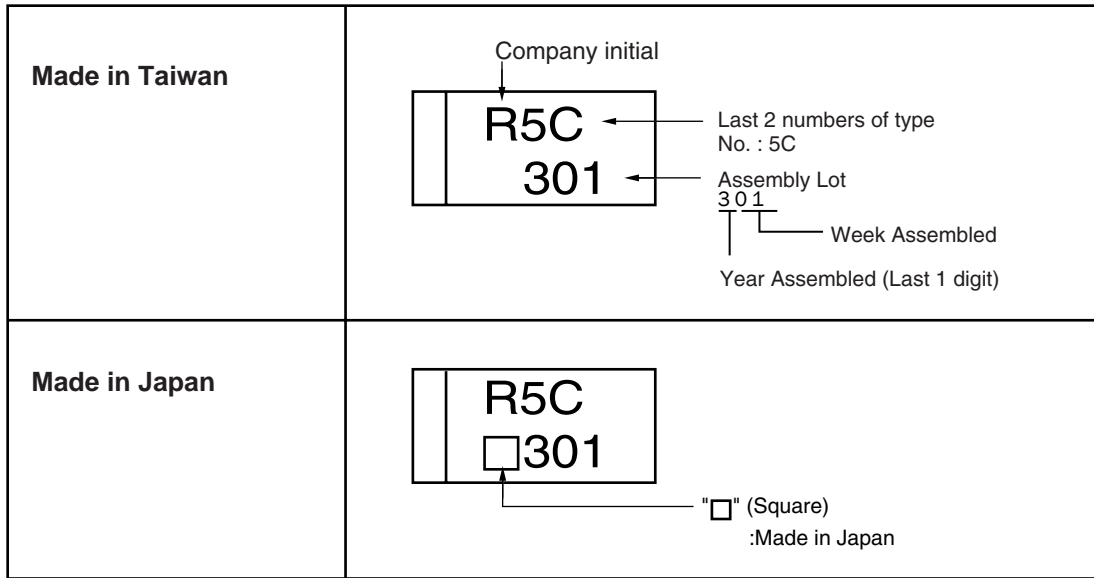 Made in Taiwan
Company initial
R5C
301
Last 2 numbers of type
No. : 5C
Assembly Lot
301
Week Assembled
Year Assembled (Last 1 digit)
Made in Japan
R5C
□301
"□" (Square)
:Made in Japan